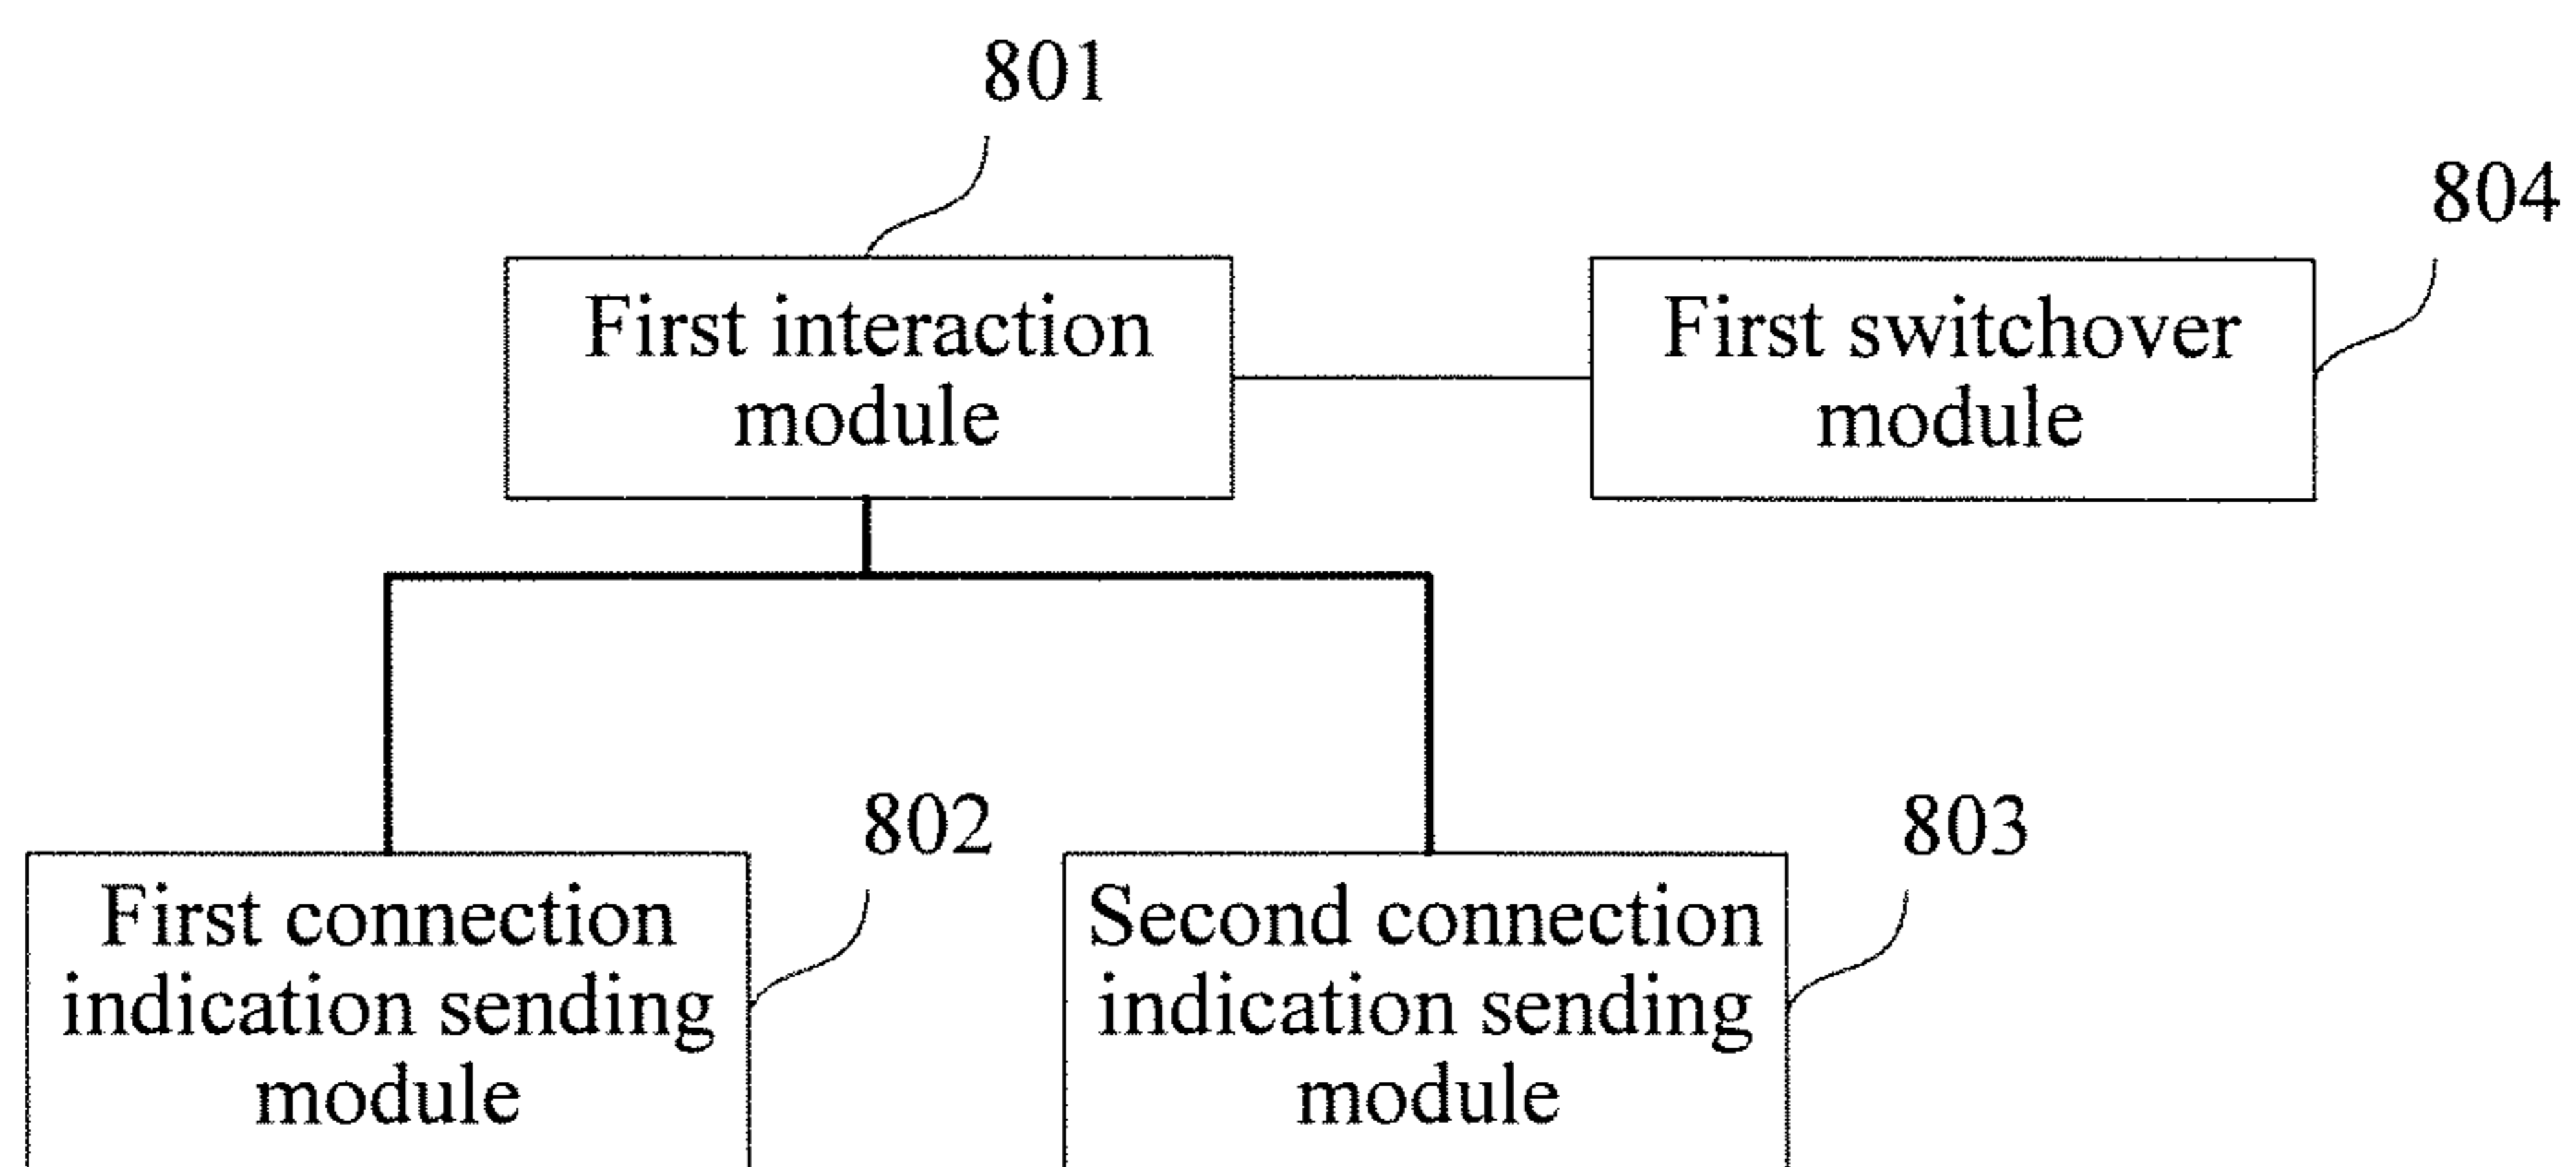 801
804
First interaction
module
First switchover
module
802
803
First connection
indication sending
module
Second connection
indication sending
module